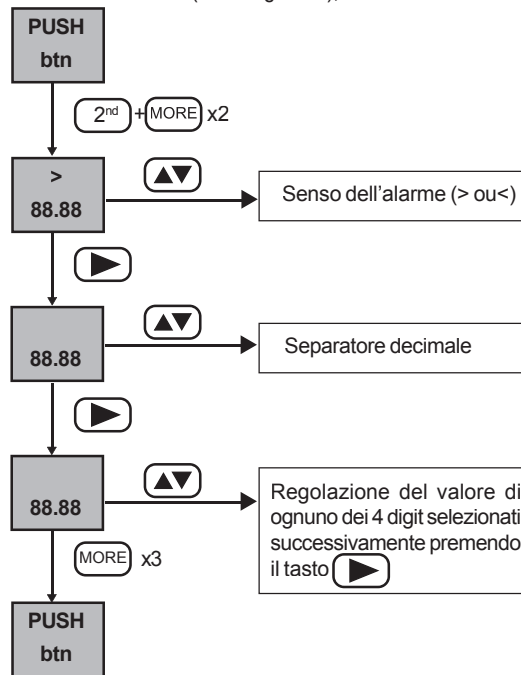 PUSH
btn
2nd + MORE x2
>
88.88
Senso dell'alarme (> ou<)
88.88
Separatore decimale
88.88
Regolazione del valore di
ognuno dei 4 digit selezionati
successivamente premendo
il tasto
MORE x3
PUSH
btn